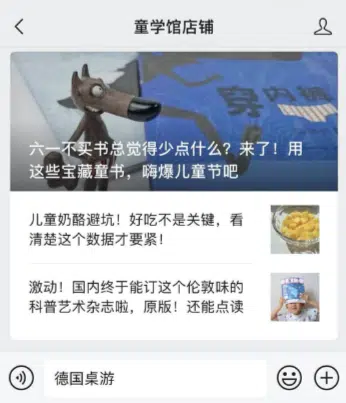 童学馆店铺
穿内裤
六一不买书总觉得少点什么？来了！用
这些宝藏童书，嗨爆儿童节吧
儿童奶酪避坑！好吃不是关键，看
清楚这个数据才要紧！
激动！国内终于能订这个伦敦味的
科普艺术杂志啦，原版！还能点读
德国桌游